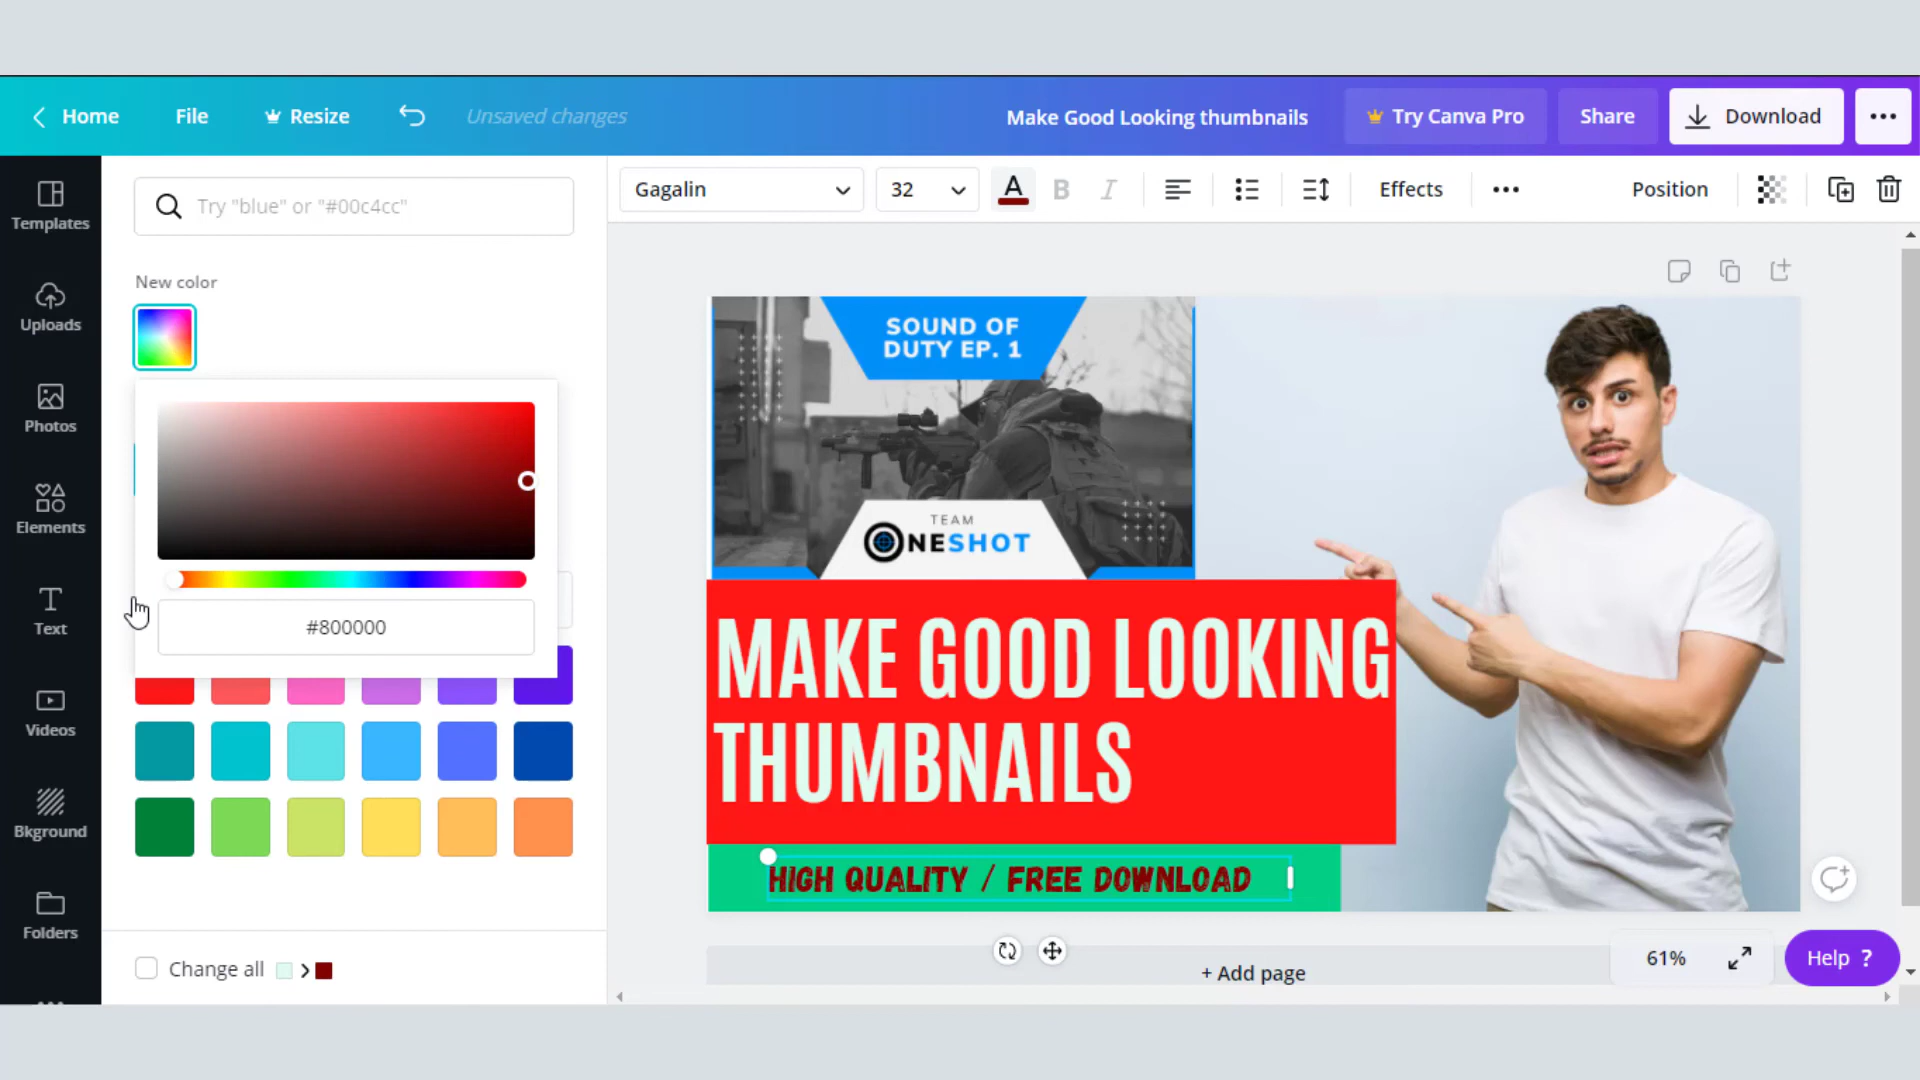 Home
File
Resize
Unsaved changes
Make Good Looking thumbnails
Try Canva Pro
Share
Download
Templates
Uploads
Photos
Elements
Text
Videos
Bkground
Folders
Try "blue" or "#00c4cc"
New color
#800000
Change all
Gagalin
32
A
B
I
Effects
Position
SOUND OF
DUTY EP. 1
TEAM
ONESHOT
MAKE GOOD LOOKING
THUMBNAILS
HIGH QUALITY / FREE DOWNLOAD
+ Add page
61%
Help ?